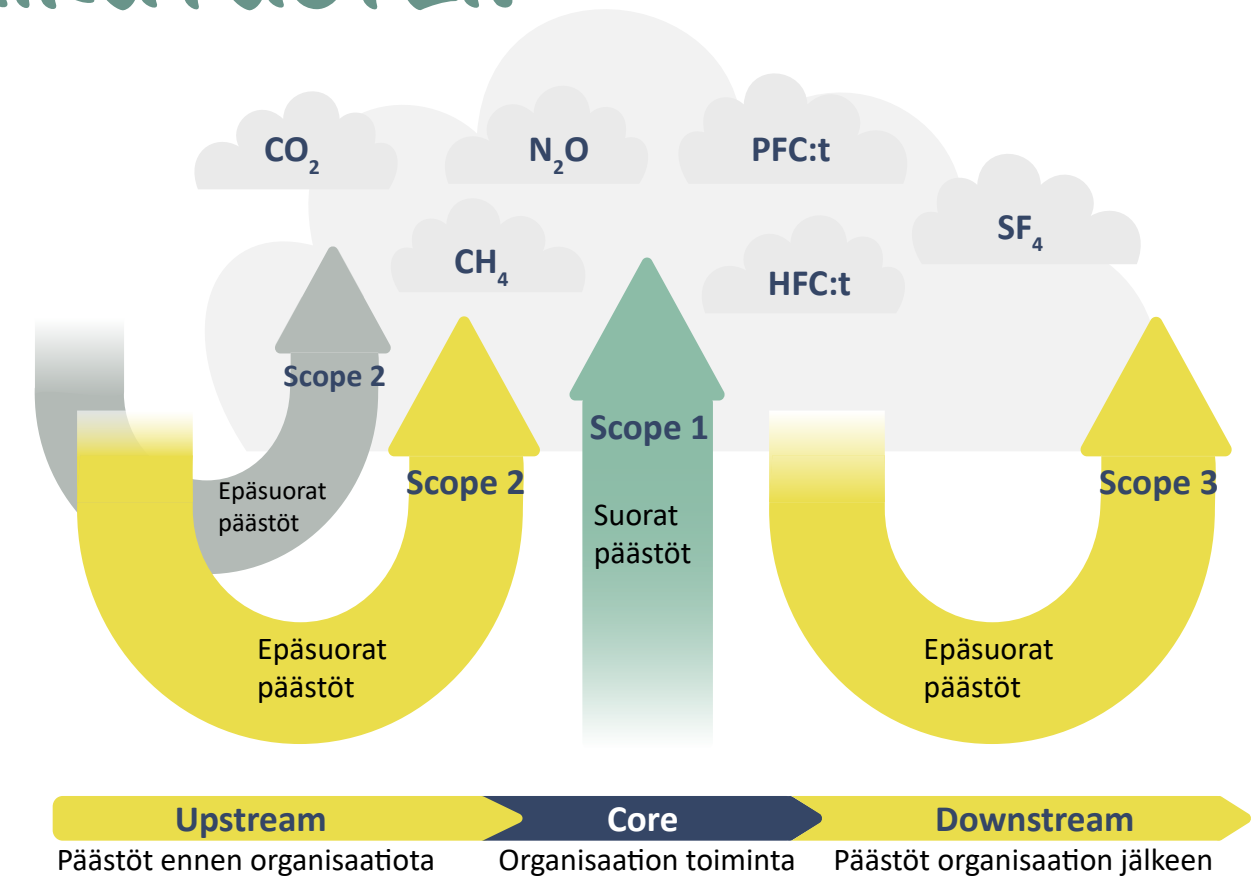 CO₂
N₂O
PFC:t
SF₄
CH₄
HFC:t
Scope 2
Epäsuorat
päästöt
Scope 2
Epäsuorat
päästöt
Scope 1
Suorat
päästöt
Scope 3
Epäsuorat
päästöt
Upstream
Core
Downstream
Päästöt ennen organisaatiota
Organisaation toiminta
Päästöt organisaation jälkeen